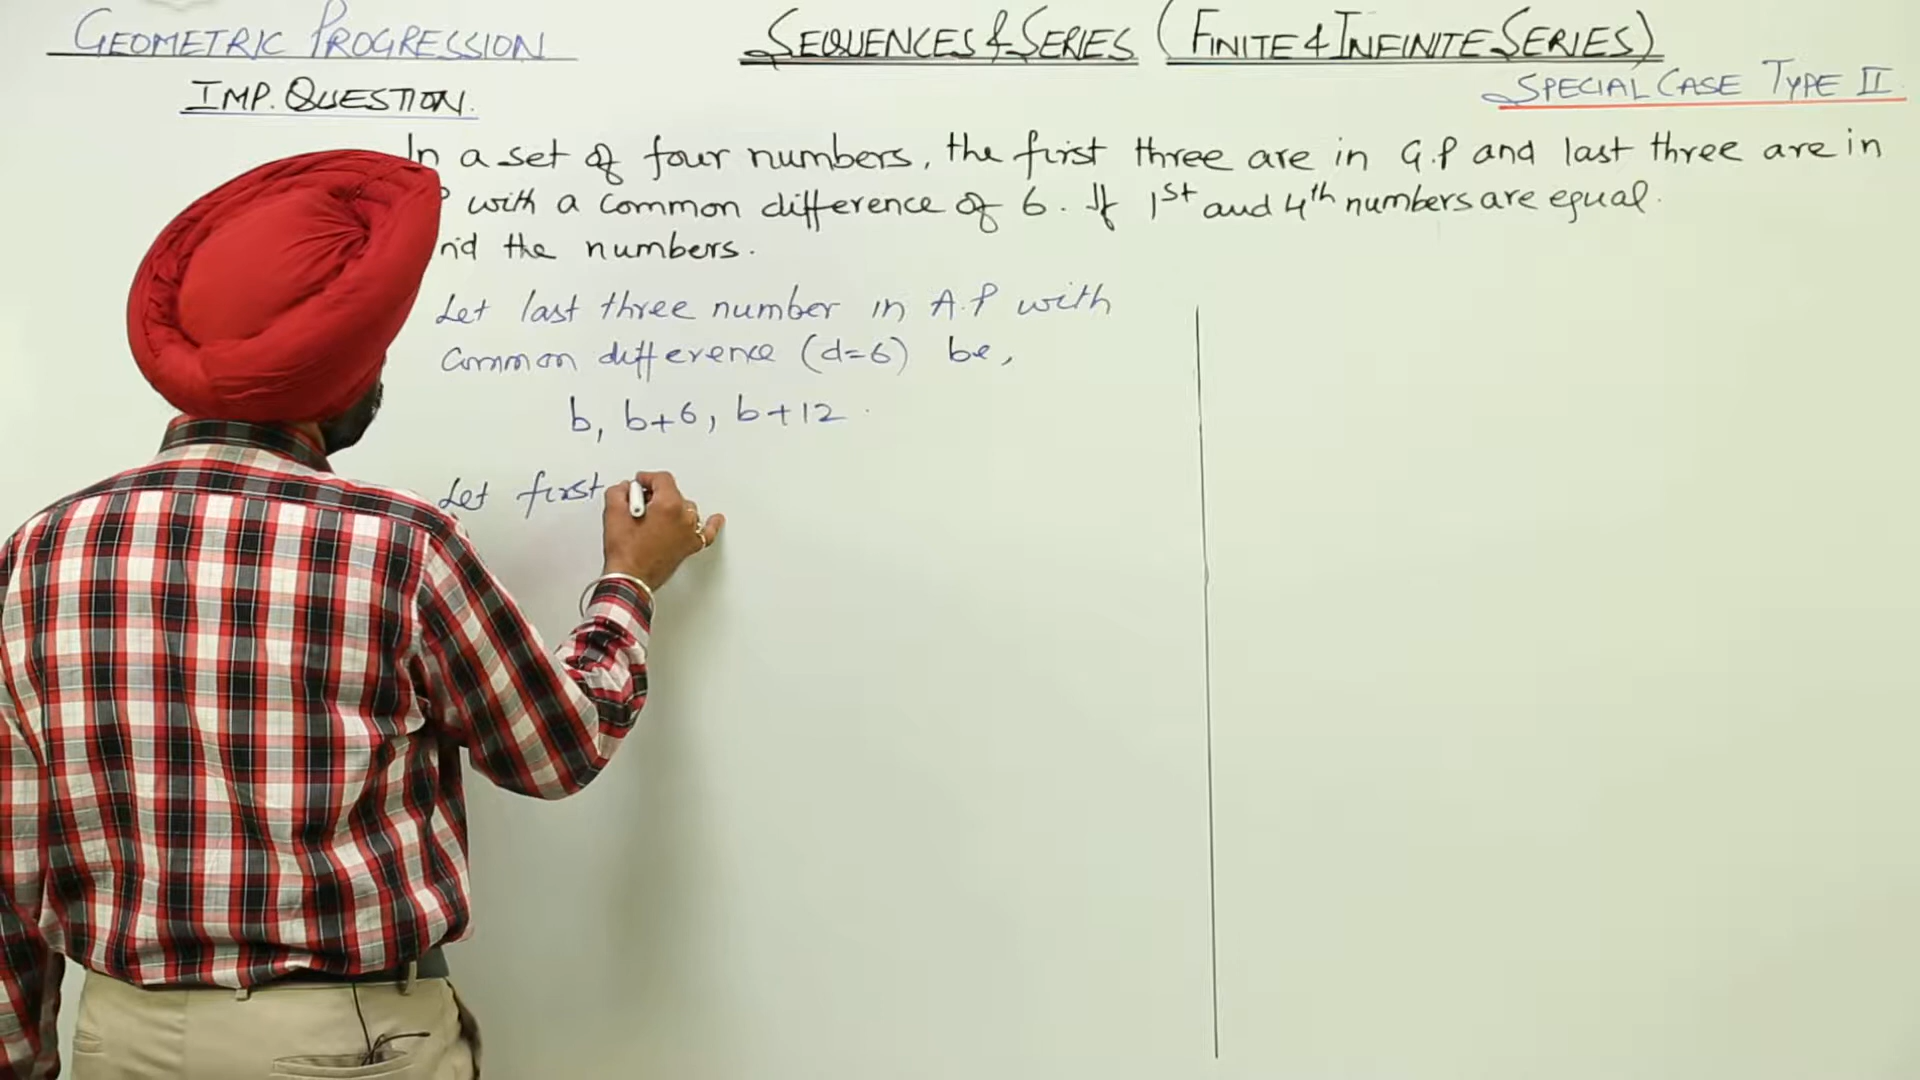 GEOMETRIC PROGRESSION
SEQUENCES & SERIES (FINITE & INFINITE SERIES)
IMP. QUESTION.
SPECIAL CASE TYPE II
In a set of four numbers, the first three are in G.P and last three are in
with a common difference of 6. If 1st and 4th numbers are equal.
the numbers.
Let last three number in A.P with
Common difference (d=6) be,
b, b+6, b+12.
Let first